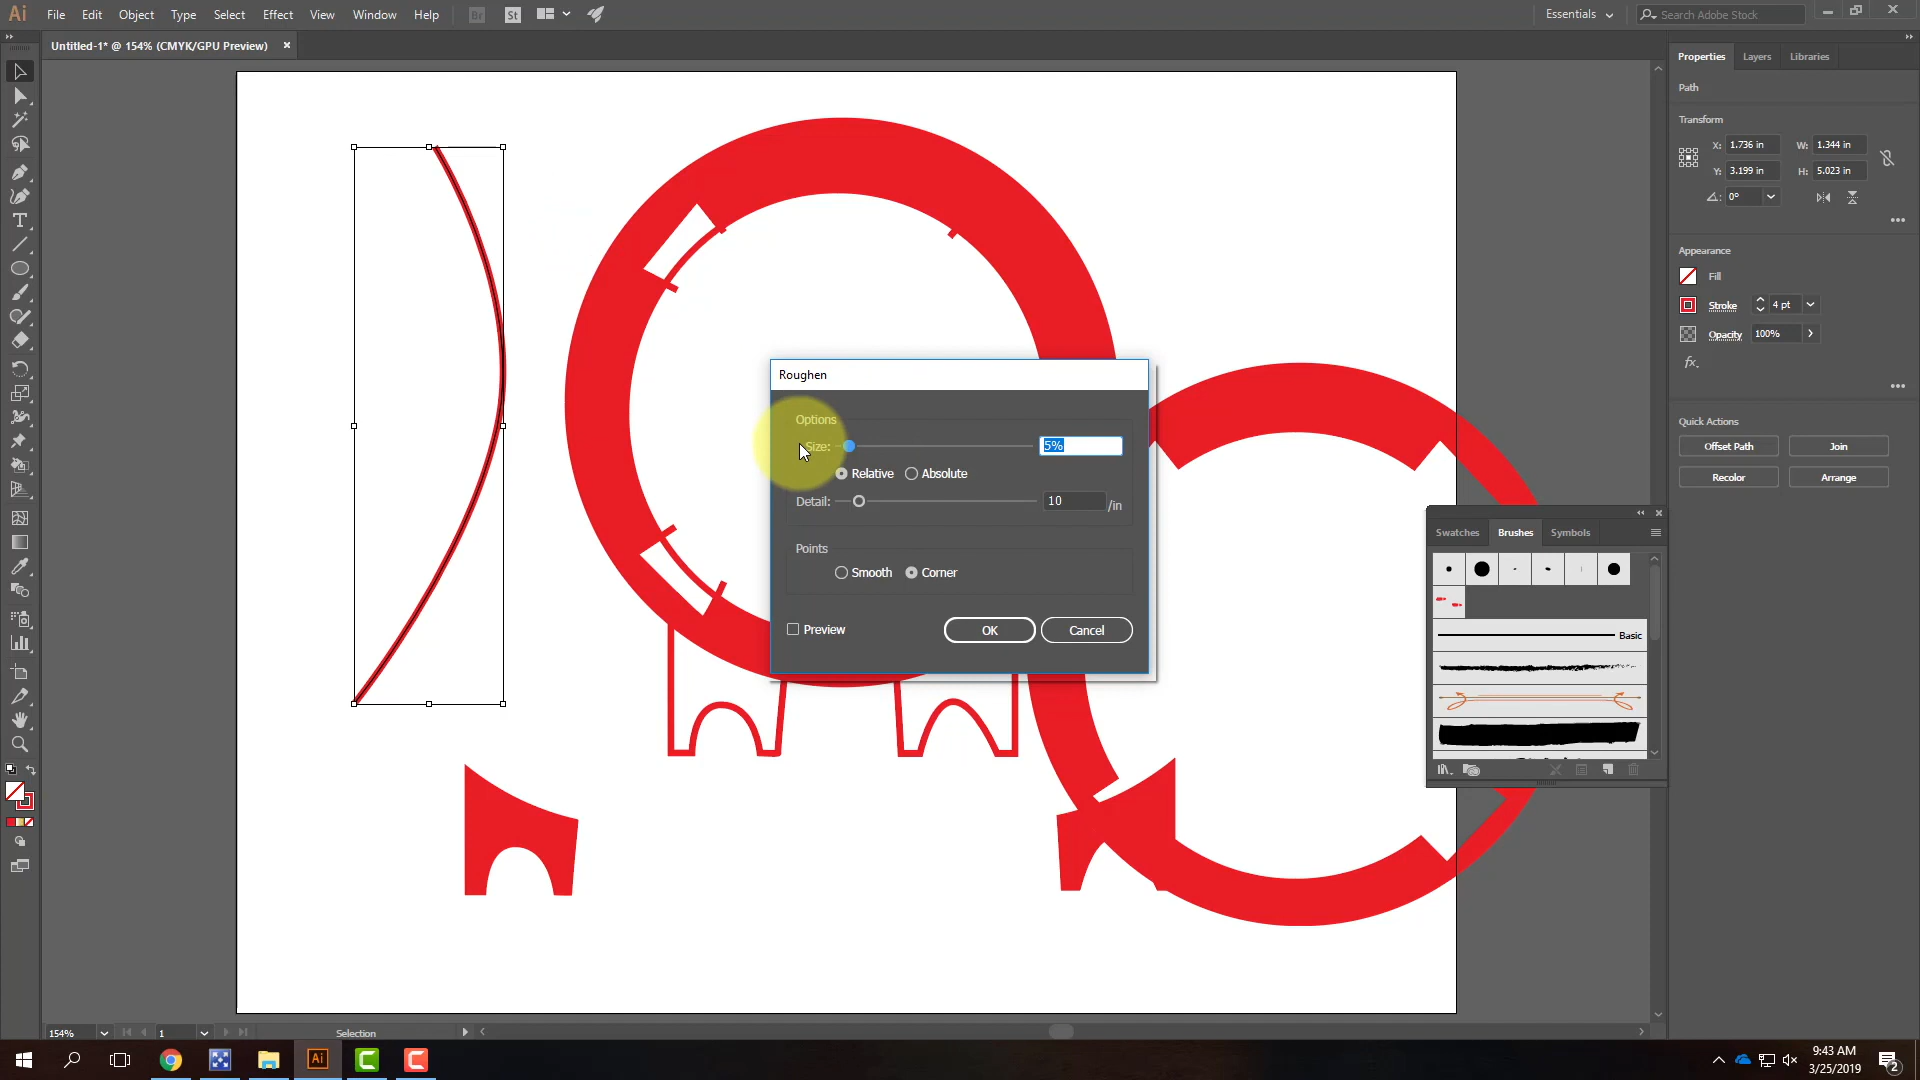 Ai File Edit Object Type Select Effect View Window Help Br St Essentials Search Adobe Stock
Untitled-1* @ 154% (CMYK/GPU Preview) ×
Properties Layers Libraries
Path
Transform
X: 1.736 in W: 1.344 in
Y: 3.199 in H: 5.023 in
0°
Appearance
Fill
Stroke 4 pt
Opacity 100%
fx.
Quick Actions
Offset Path Join
Recolor Arrange
Roughen
Options
Size: 5%
Relative Absolute
Detail: 10 /in
Points
Smooth Corner
Preview OK Cancel
Swatches Brushes Symbols
Basic
154% 1 Selection
Ai
9:43 AM
3/25/2019
2